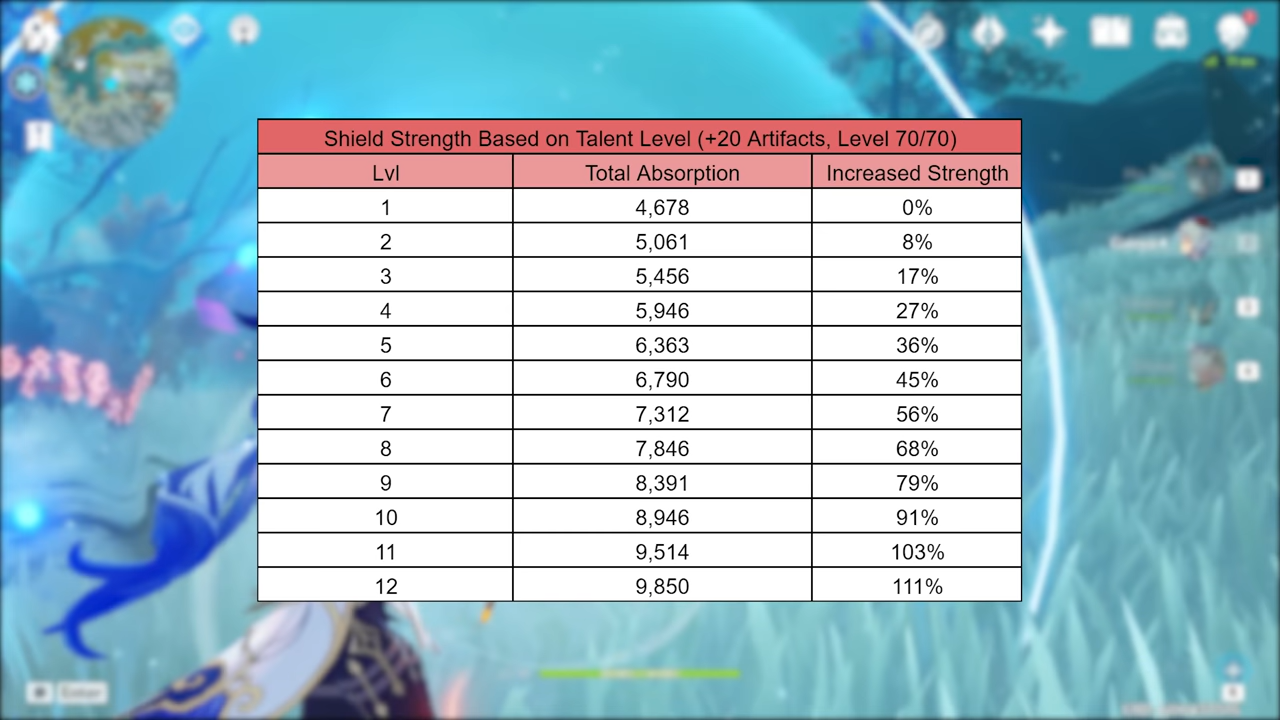 Shield Strength Based on Talent Level (+20 Artifacts, Level 70/70)
Lvl Total Absorption Increased Strength
1 4,678 0%
2 5,061 8%
3 5,456 17%
4 5,946 27%
5 6,363 36%
6 6,790 45%
7 7,312 56%
8 7,846 68%
9 8,391 79%
10 8,946 91%
11 9,514 103%
12 9,850 111%
Enter